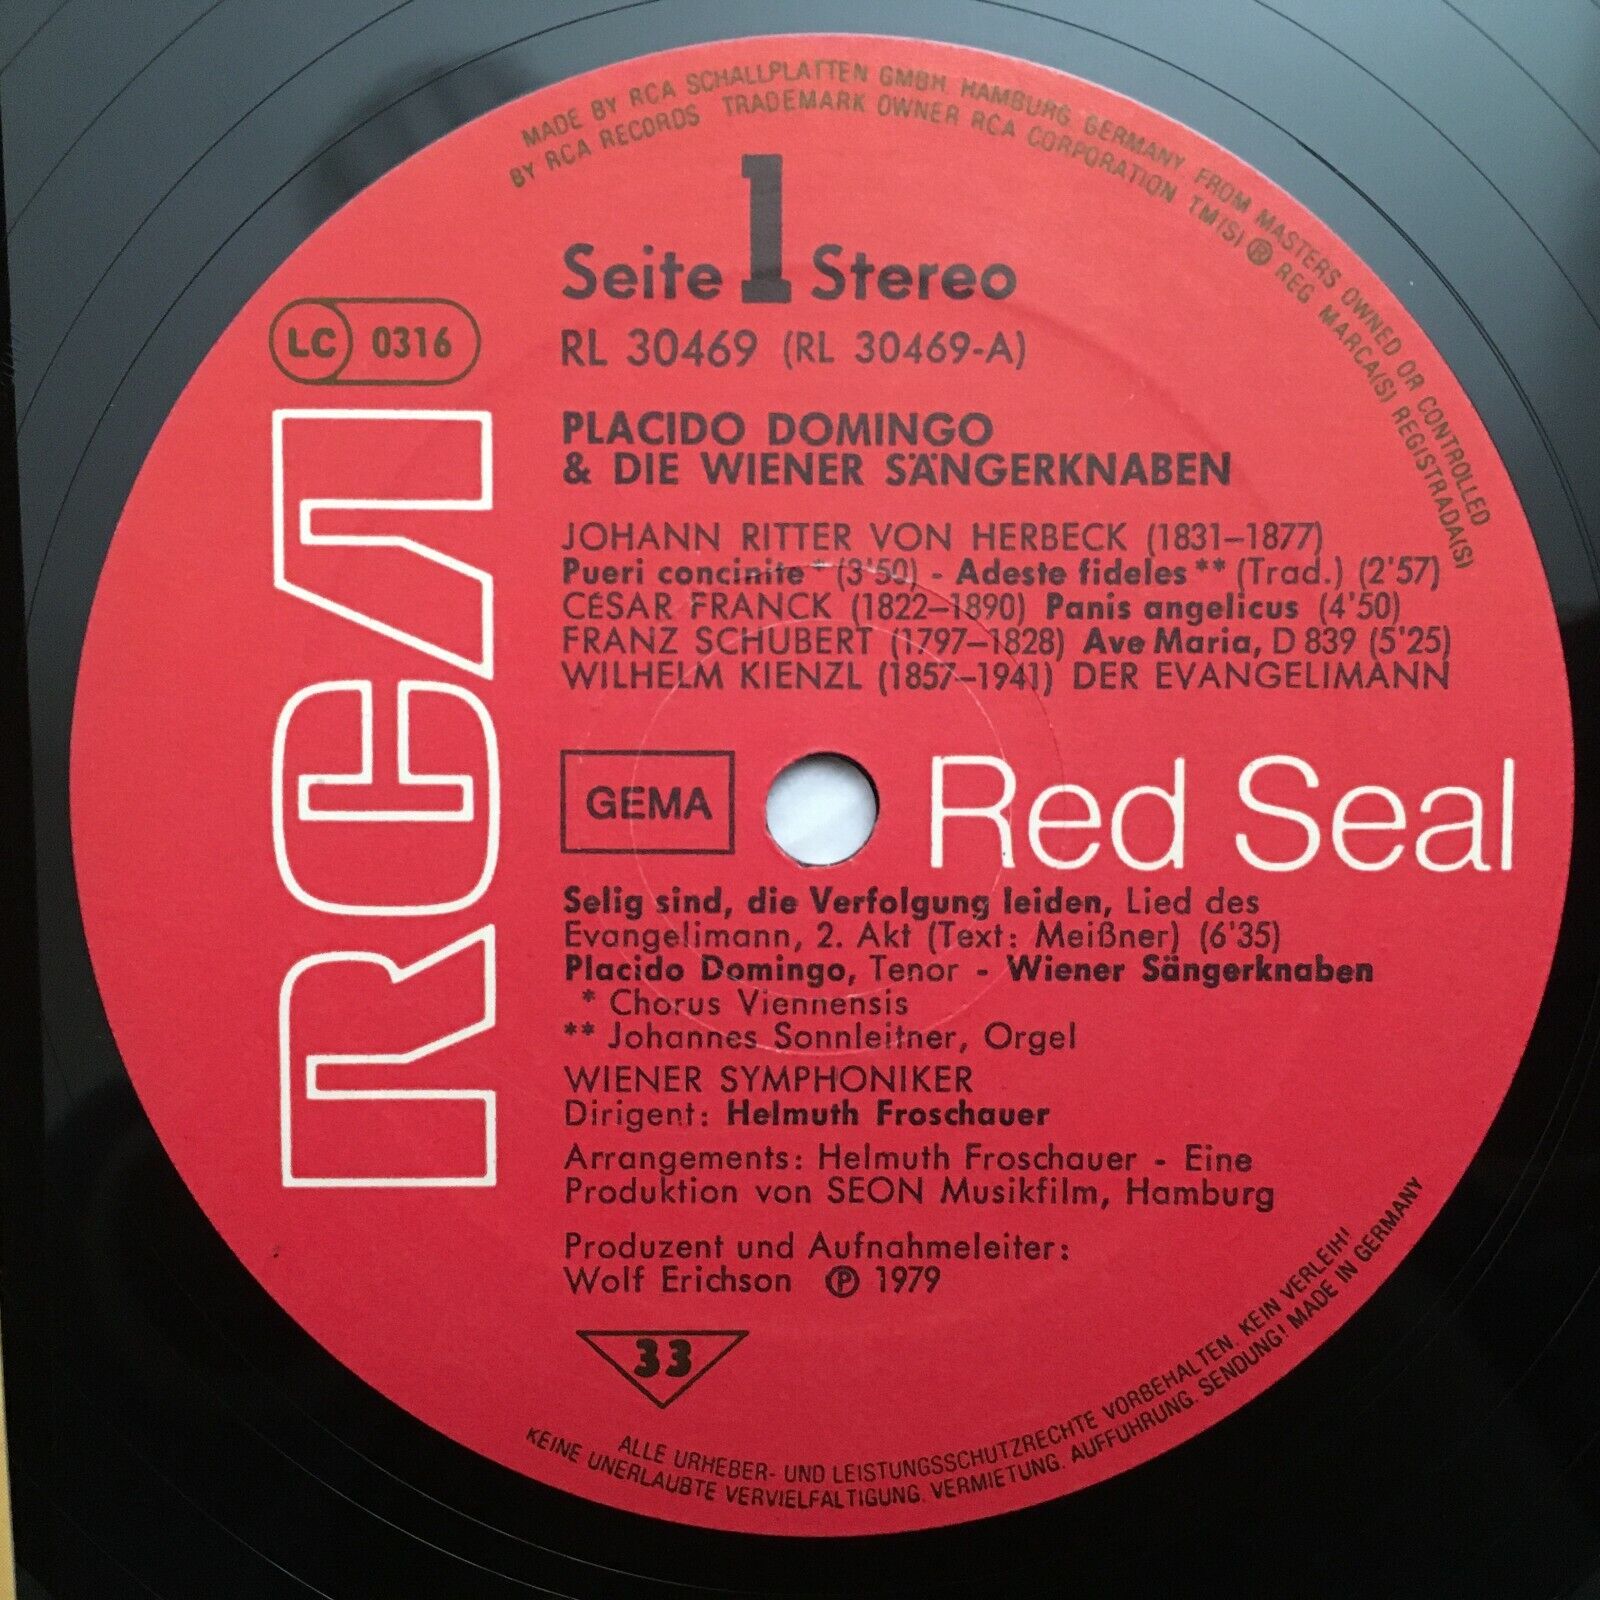 MADE BY RCA SCHALLPLATTEN GMBH, HAMBURG, GERMANY, FROM MASTERS OWNED OR CONTROLLED
BY RCA RECORDS TRADEMARK OWNER RCA CORPORATION TM(S) ® REG MARCA(S) REGISTRADA(S)
Seite 1 Stereo
LC 0316
RL 30469 (RL 30469-A)
RCA
PLACIDO DOMINGO
& DIE WIENER SÄNGERKNABEN
JOHANN RITTER VON HERBECK (1831–1877)
Pueri concinite * (3'50) - Adeste fideles ** (Trad.) (2'57)
CÉSAR FRANCK (1822–1890) Panis angelicus (4'50)
FRANZ SCHUBERT (1797–1828) Ave Maria, D 839 (5'25)
WILHELM KIENZL (1857–1941) DER EVANGELIMANN
GEMA
Red Seal
Selig sind, die Verfolgung leiden, Lied des
Evangelimann, 2. Akt (Text: Meißner) (6'35)
Placido Domingo, Tenor - Wiener Sängerknaben
* Chorus Viennensis
** Johannes Sonnleitner, Orgel
WIENER SYMPHONIKER
Dirigent: Helmuth Froschauer
Arrangements: Helmuth Froschauer - Eine
Produktion von SEON Musikfilm, Hamburg
Produzent und Aufnahmeleiter:
Wolf Erichson ℗ 1979
33
ALLE URHEBER- UND LEISTUNGSSCHUTZRECHTE VORBEHALTEN. KEIN VERLEIH!
KEINE UNERLAUBTE VERVIELFALTIGUNG, VERMIETUNG, AUFFUHRUNG, SENDUNG! MADE IN GERMANY